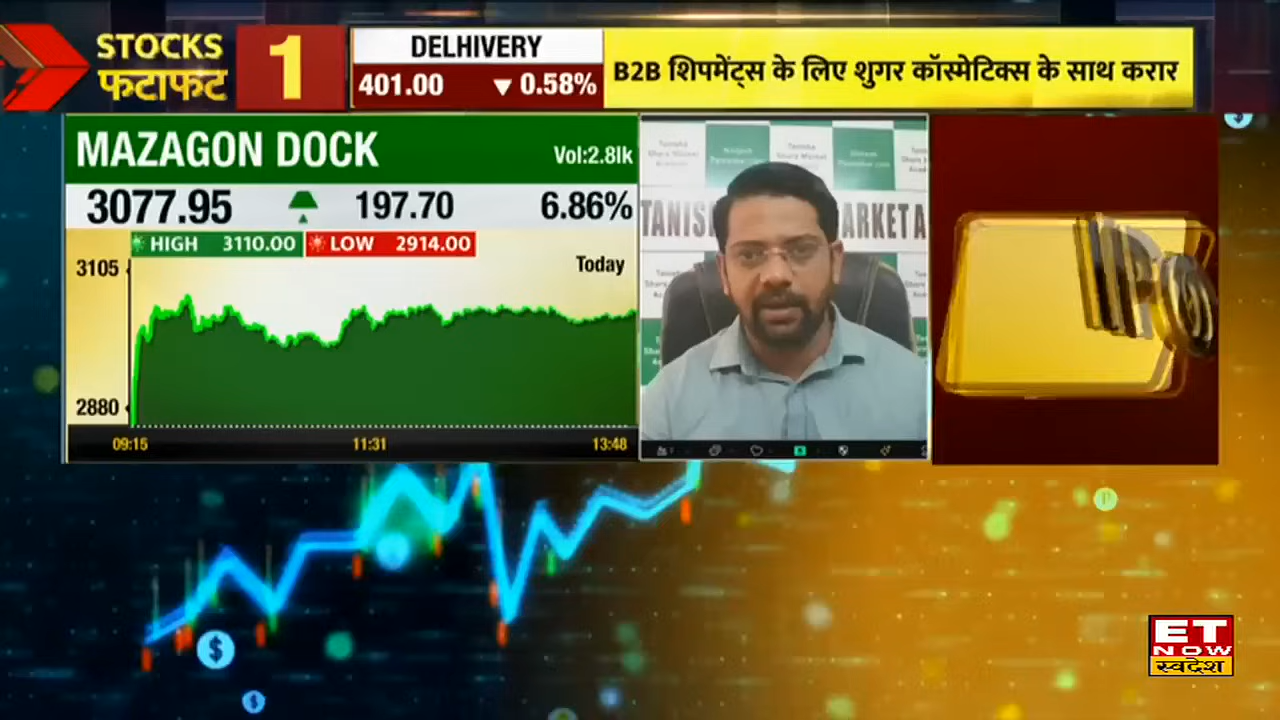 STOCKS
फटाफट
1
DELHIVERY
401.00 ▼ 0.58%
B2B शिपमेंट्स के लिए शुगर कॉस्मेटिक्स के साथ करार
MAZAGON DOCK Vol:2.8lk
3077.95 197.70 6.86%
HIGH 3110.00 LOW 2914.00
3105 Today
2880
09:15 11:31 13:48
TANIS ARKET A
ET
NOW
स्वदेश